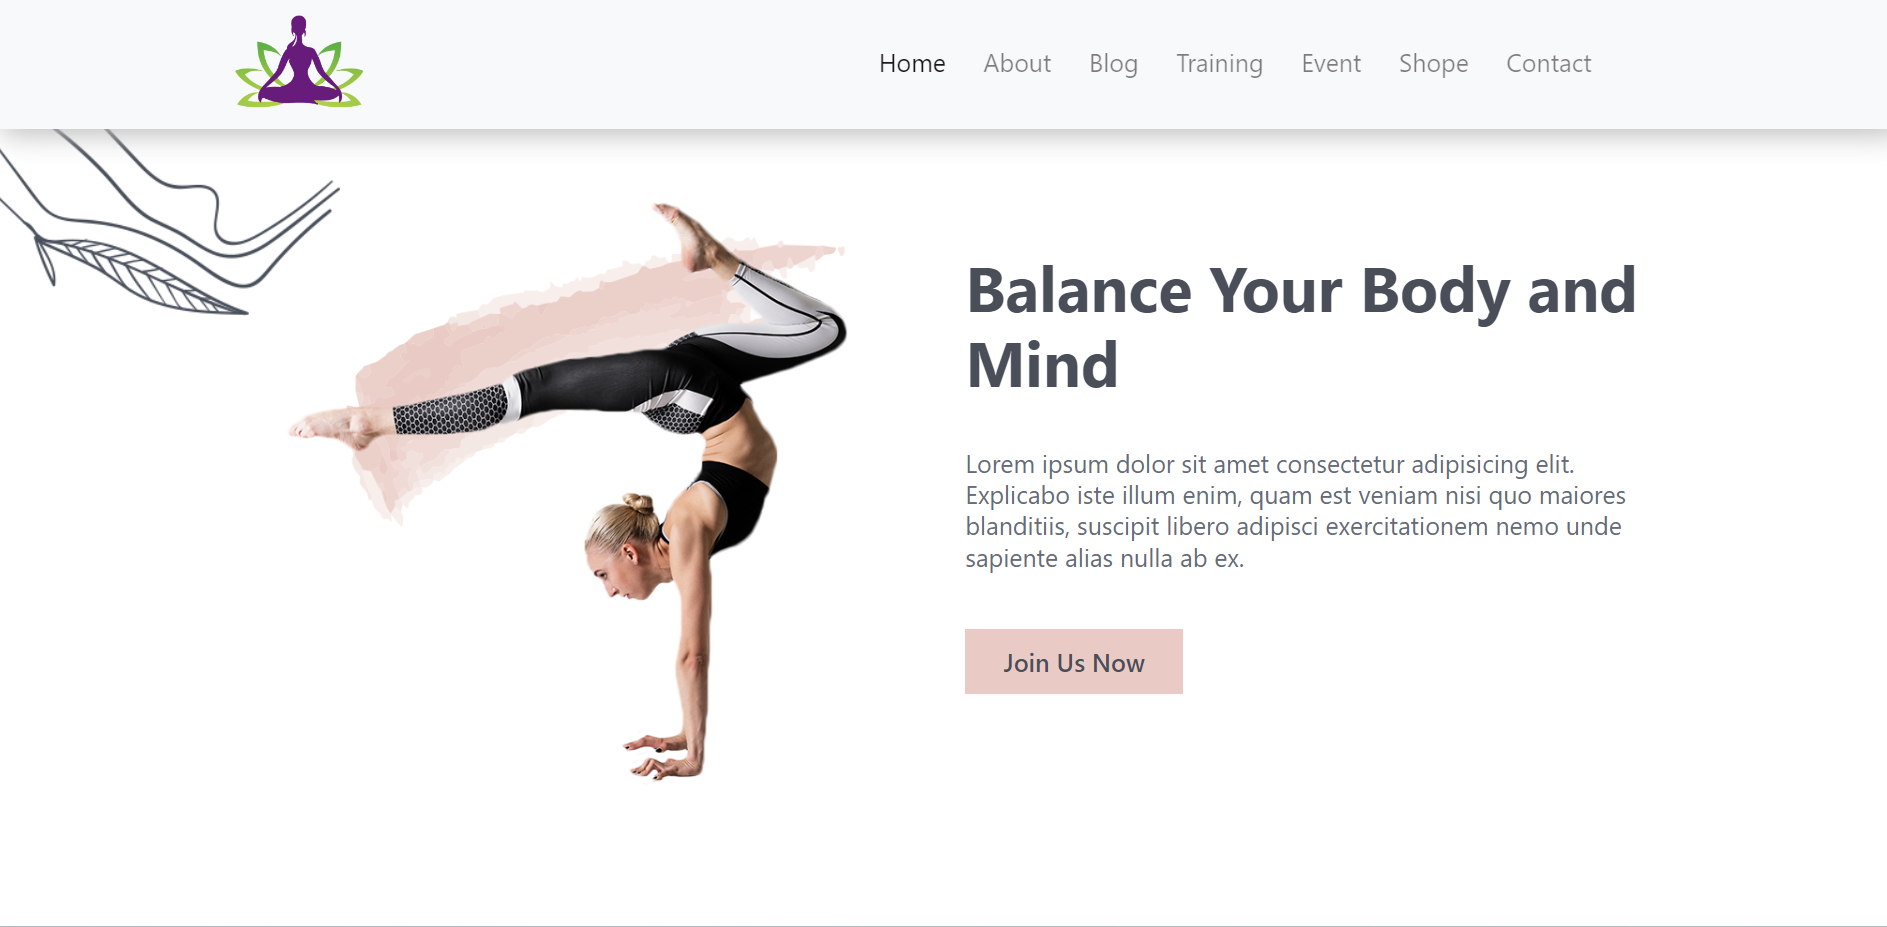 Home About Blog Training Event Shope Contact
Balance Your Body and
Mind
Lorem ipsum dolor sit amet consectetur adipisicing elit.
Explicabo iste illum enim, quam est veniam nisi quo maiores
blanditiis, suscipit libero adipisci exercitationem nemo unde
sapiente alias nulla ab ex.
Join Us Now